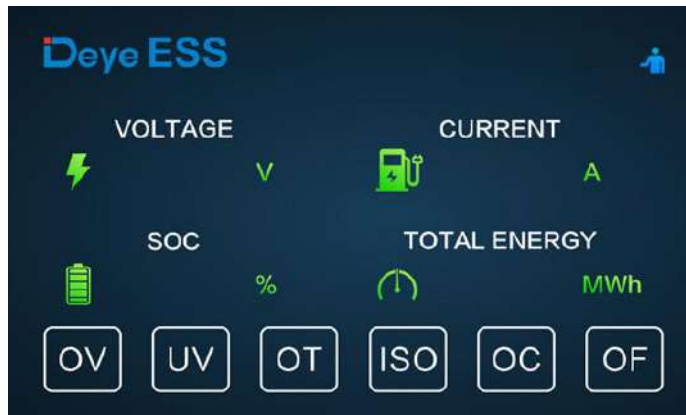 Deye ESS
VOLTAGE CURRENT
V A
SOC TOTAL ENERGY
% MWh
OV UV OT ISO OC OF